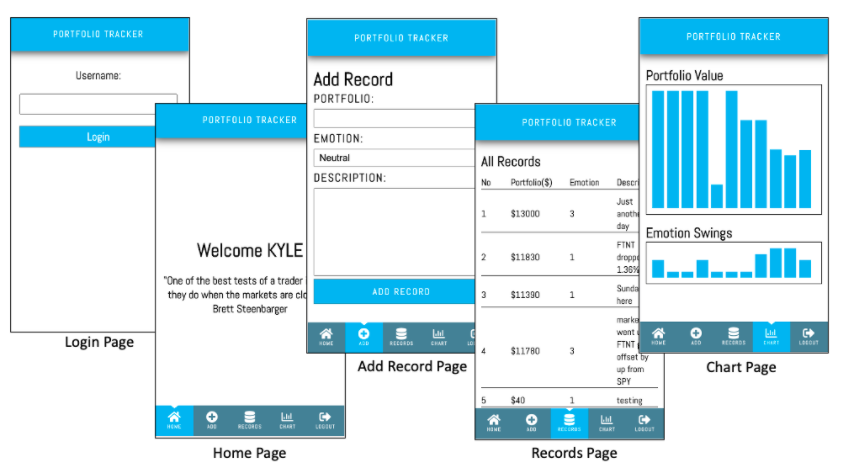 PORTFOLIO TRACKER
Username:
Login
Login Page
PORTFOLIO TRACKER
Welcome KYLE
"One of the best tests of a trader
they do when the markets are clo
Brett Steenbarger
HOME ADD RECORDS CHART LOGOUT
Home Page
PORTFOLIO TRACKER
Add Record
PORTFOLIO:
EMOTION:
Neutral
DESCRIPTION:
ADD RECORD
HOME ADD RECORDS CHART
Add Record Page
PORTFOLIO TRACKER
All Records
No Portfolio($) Emotion Descri
1 $13000 3 Just
anothe
day
2 $11830 1 FTNT
droppe
1.36%
3 $11390 1 Sunda
here
4 $11780 3 marke
went
FTNT
offset by
up from
SPY
5 $40 1 testing
HOME ADD RECORDS CHART LOGOUT
Records Page
PORTFOLIO TRACKER
Portfolio Value
Emotion Swings
HOME ADD RECORDS CHART LOGOUT
Chart Page